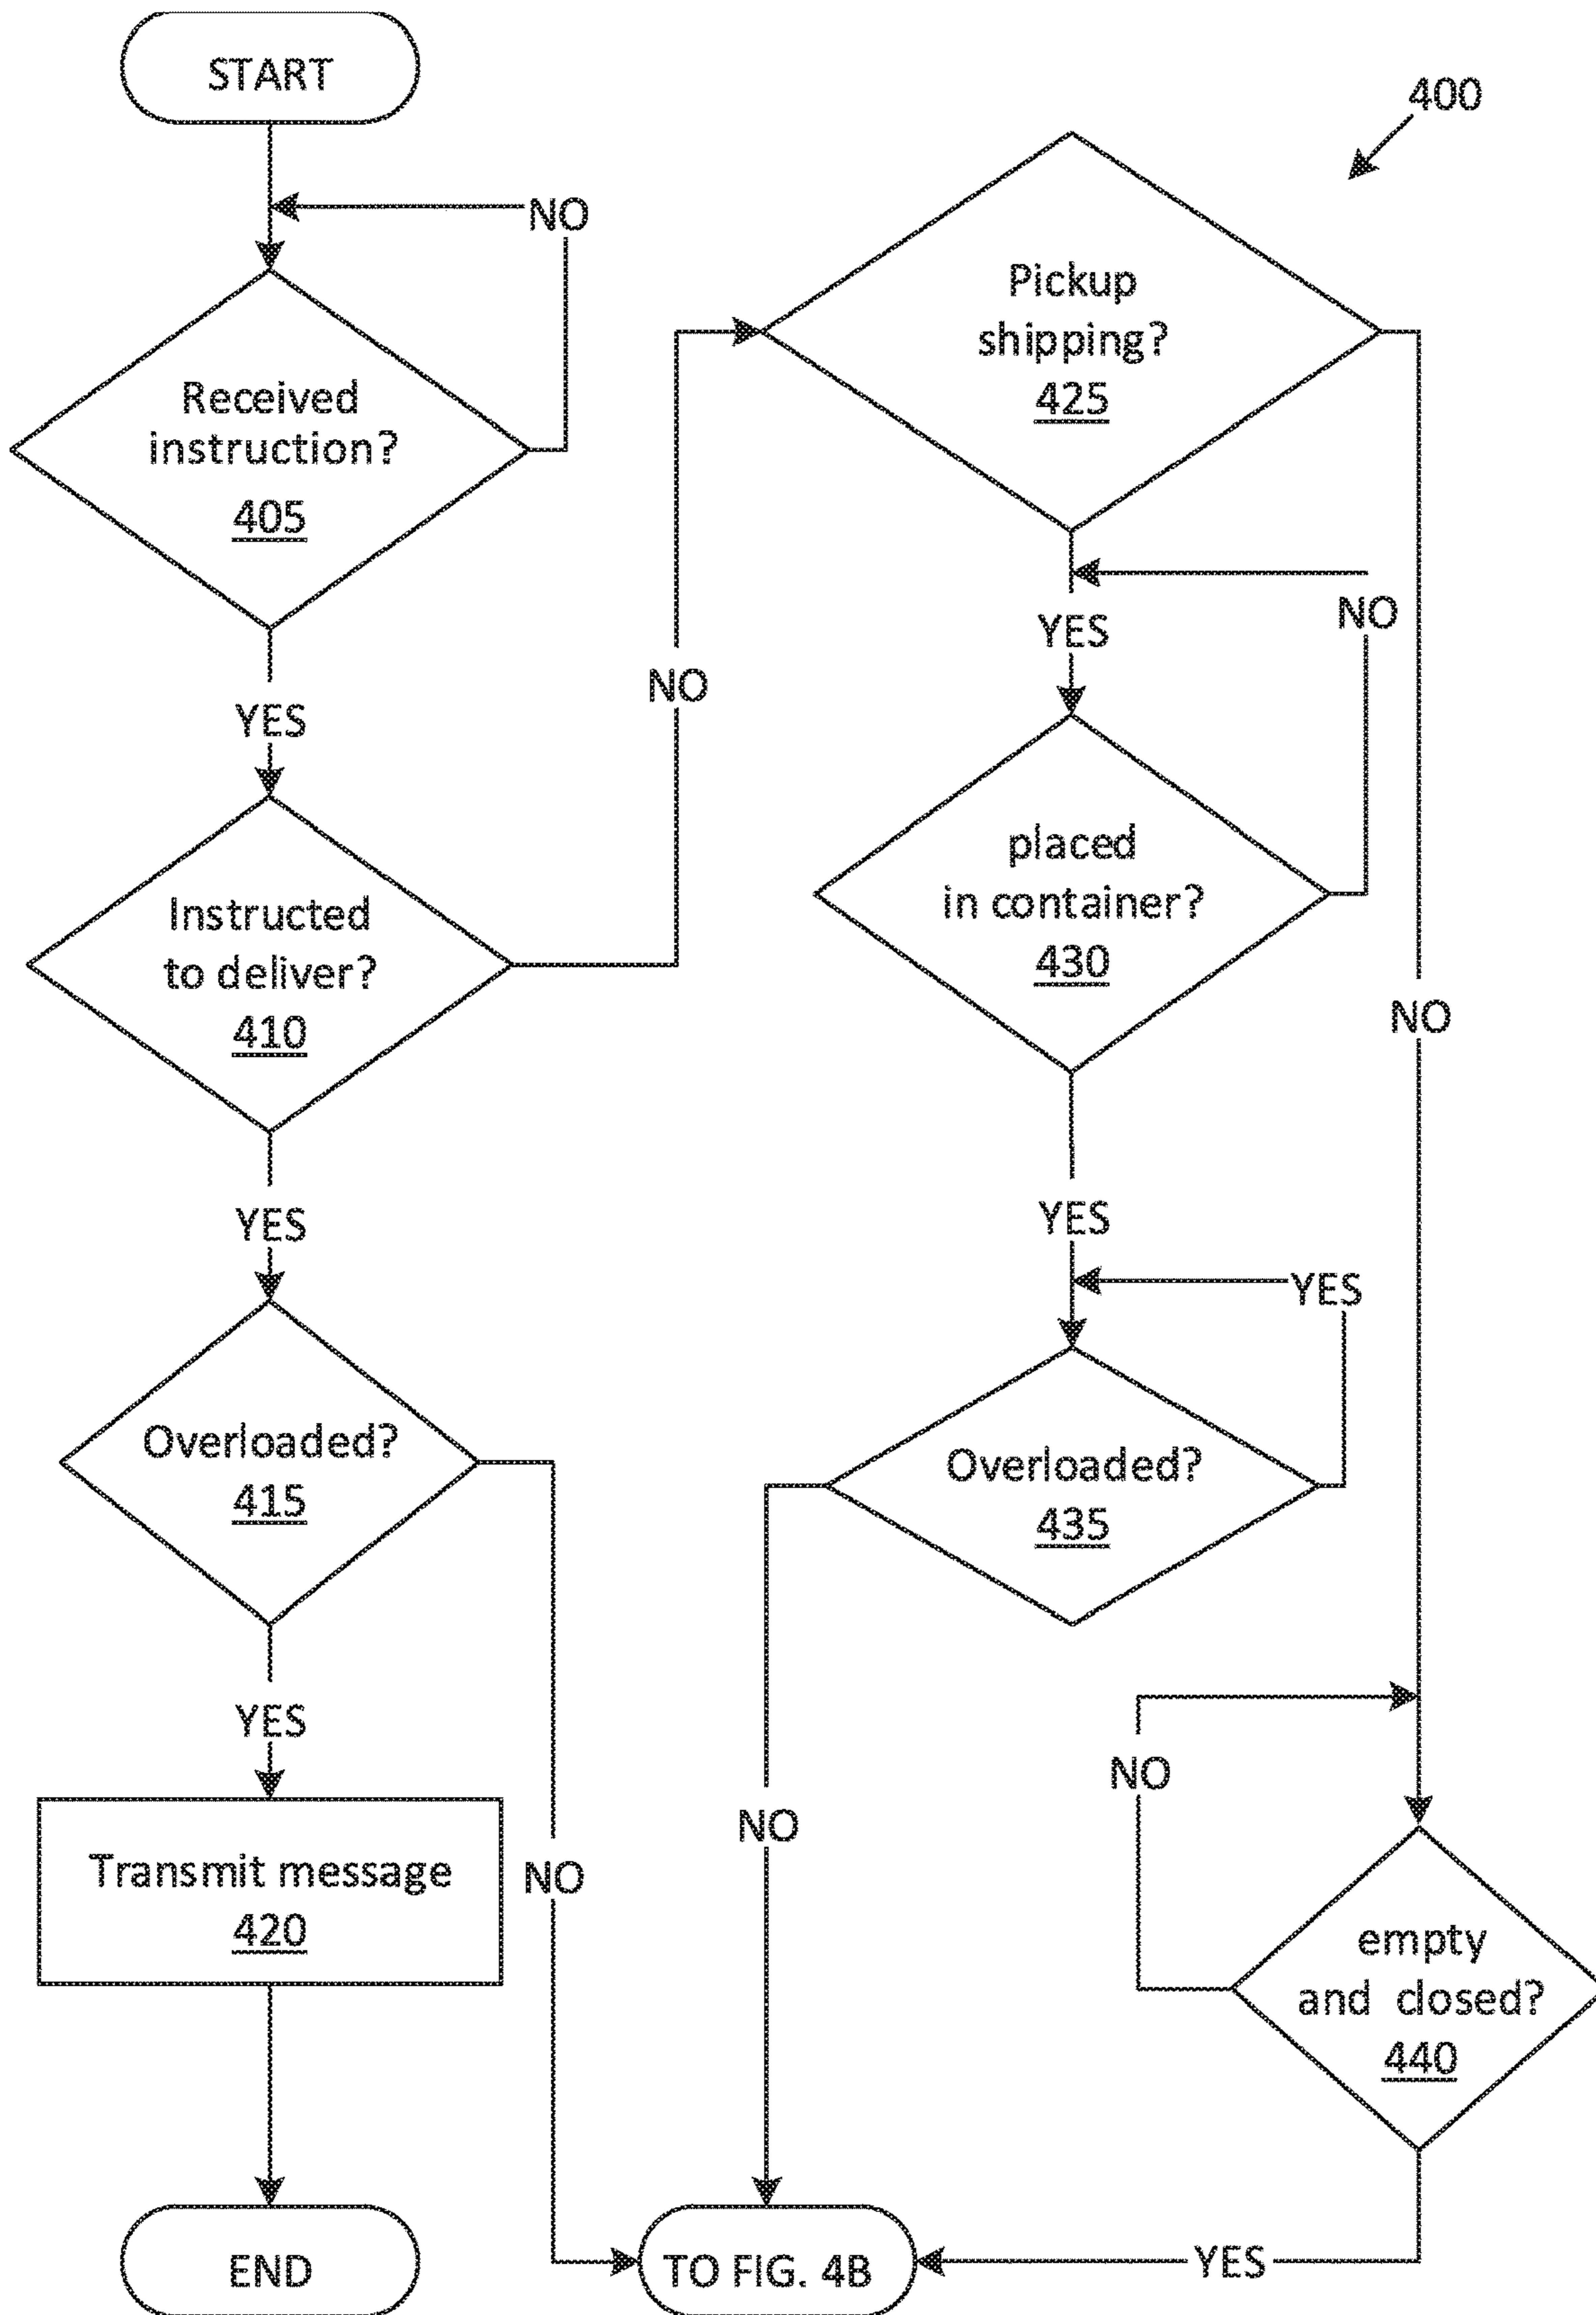 START
400
NO
Received
instruction?
405
YES
Instructed
to deliver?
410
NO
YES
Overloaded?
415
YES
NO
Transmit message
420
END
Pickup
shipping?
425
YES
NO
placed
in container?
430
NO
YES
YES
Overloaded?
435
NO
NO
empty
and closed?
440
YES
TO FIG. 4B